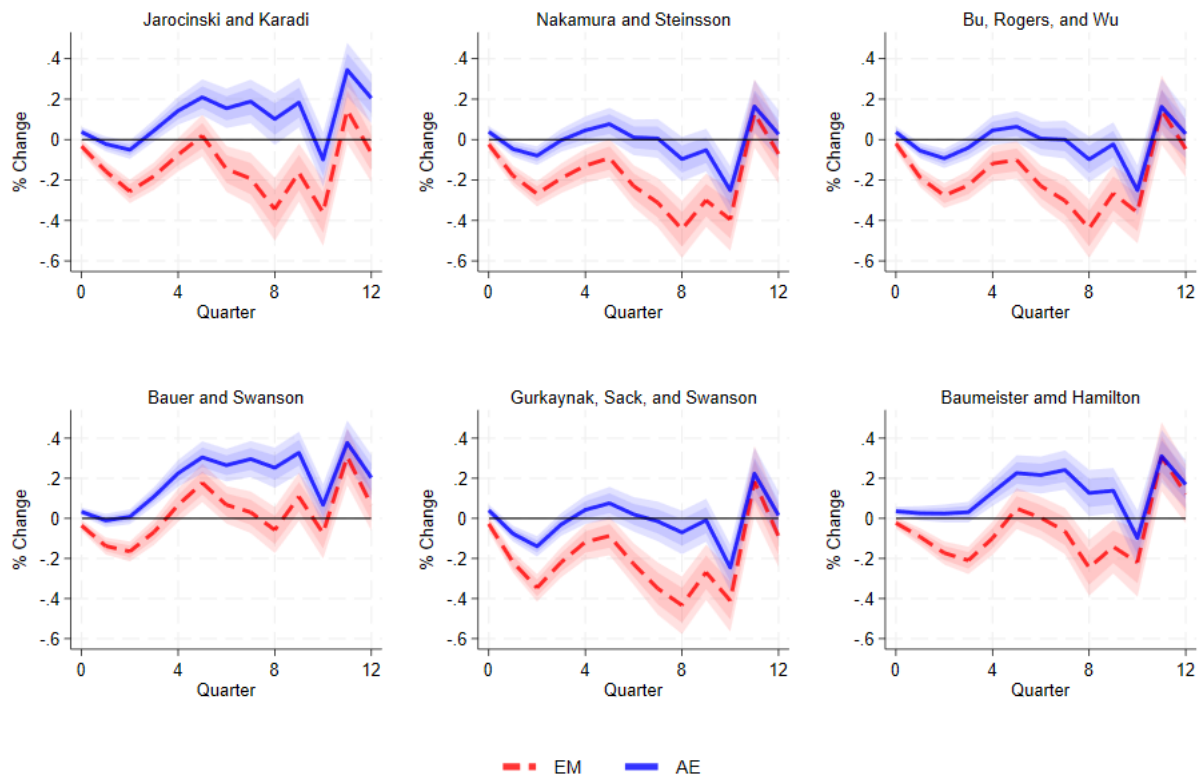 Jarocinski and Karadi
Nakamura and Steinsson
Bu, Rogers, and Wu
% Change
.4
.2
0
-.2
-.4
-.6
0 4 8 12
Quarter
% Change
.4
.2
0
-.2
-.4
-.6
0 4 8 12
Quarter
% Change
.4
.2
0
-.2
-.4
-.6
0 4 8 12
Quarter
Bauer and Swanson
Gurkaynak, Sack, and Swanson
Baumeister amd Hamilton
% Change
.4
.2
0
-.2
-.4
-.6
0 4 8 12
Quarter
% Change
.4
.2
0
-.2
-.4
-.6
0 4 8 12
Quarter
% Change
.4
.2
0
-.2
-.4
-.6
0 4 8 12
Quarter
EM AE